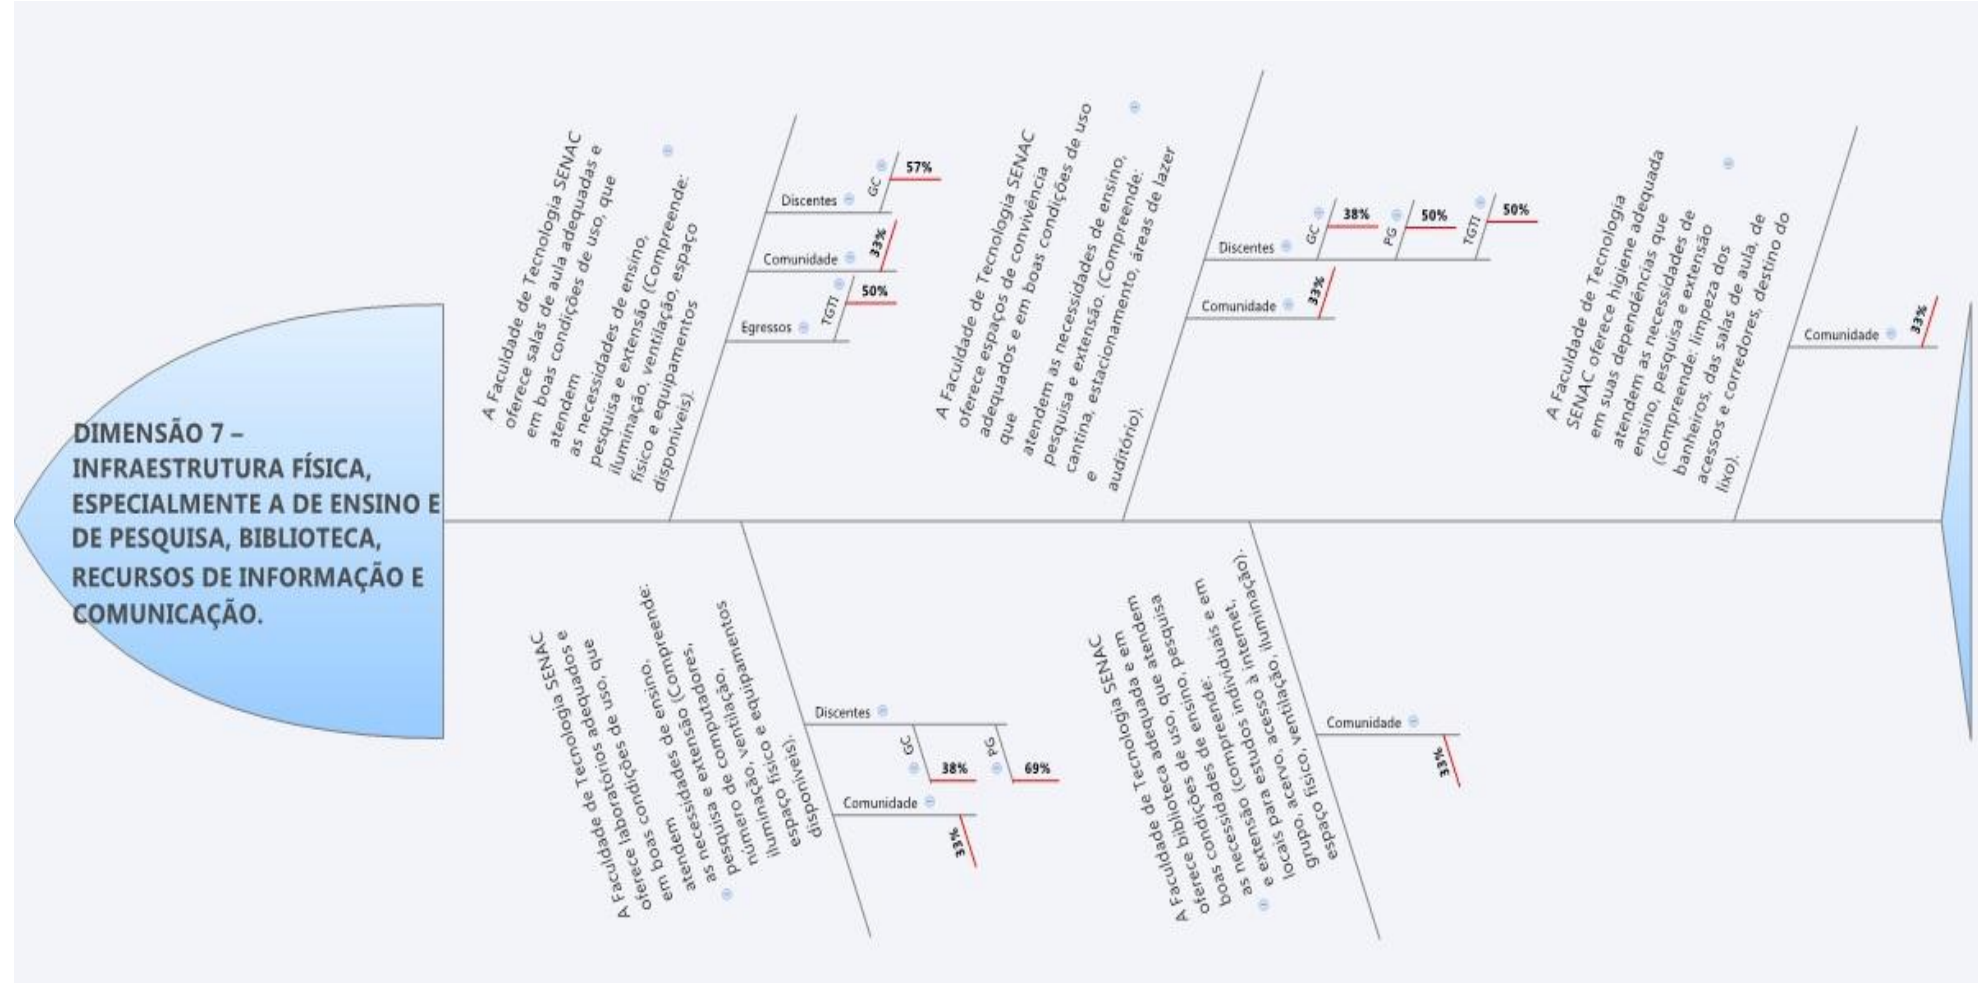 DIMENSÃO 7 –
INFRAESTRUTURA FÍSICA,
ESPECIALMENTE A DE ENSINO E
DE PESQUISA, BIBLIOTECA,
RECURSOS DE INFORMAÇÃO E
COMUNICAÇÃO.
A Faculdade de Tecnologia SENAC
oferece salas de aula adequadas e
em boas condições de uso, que
atendem
as necessidades de ensino,
pesquisa e extensão (Compreende:
iluminação, ventilação, espaço
físico e equipamentos
disponíveis).
Discentes
GC
57%
Comunidade
33%
Egressos
TGTI
50%
A Faculdade de Tecnologia SENAC
oferece espaços de convivência
adequados e em boas condições de uso
que
atendem as necessidades de ensino,
pesquisa e extensão. (Compreende:
cantina, estacionamento, áreas de lazer
e
auditório).
Discentes
GC
38%
PG
50%
TGTI
50%
Comunidade
33%
A Faculdade de Tecnologia
SENAC oferece higiene adequada
em suas dependências que
atendem as necessidades de
ensino, pesquisa e extensão
(compreende: limpeza dos
banheiros, das salas de aula, de
acessos e corredores, destino do
lixo).
Comunidade
33%
A Faculdade de Tecnologia SENAC
oferece laboratórios adequados e
em boas condições de uso, que
atendem
as necessidades de ensino,
pesquisa e extensão (Compreende:
número de computadores,
iluminação, ventilação,
espaço físico e equipamentos
disponíveis).
Discentes
GC
38%
PG
69%
Comunidade
33%
A Faculdade de Tecnologia SENAC
oferece biblioteca adequada e em
boas condições de uso, que atendem
as necessidades de ensino, pesquisa
e extensão (compreende:
locais para estudos individuais e em
grupo, acervo, acesso à internet,
espaço físico, ventilação, iluminação).
Comunidade
33%